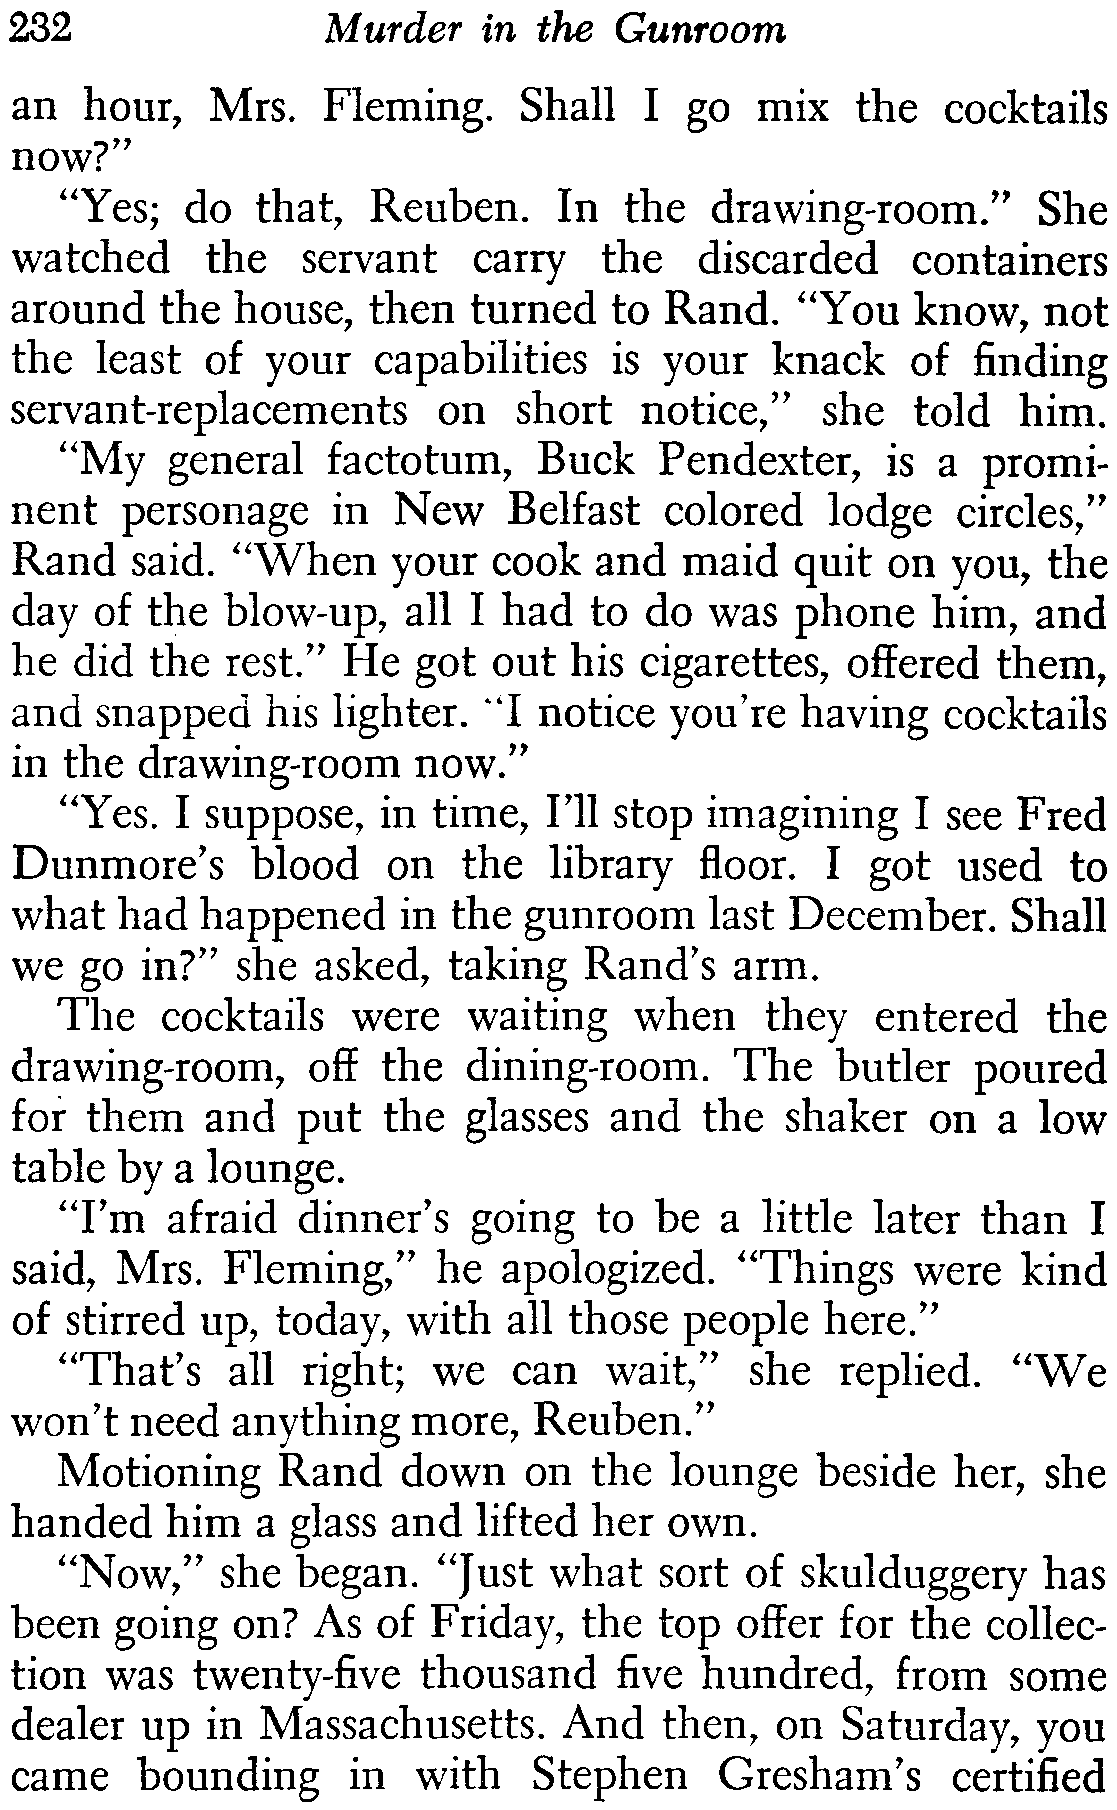 232 Murder in the Gunroom
an hour, Mrs. Fleming. Shall I go mix the cocktails
now?”
“Yes; do that, Reuben. In the drawing-room.” She
watched the servant carry the discarded containers
around the house, then turned to Rand. “You know, not
the least of your capabilities is your knack of finding
servant-replacements on short notice,” she told him.
“My general factotum, Buck Pendexter, is a promi-
nent personage in New Belfast colored lodge circles,”
Rand said. “When your cook and maid quit on you, the
day of the blow-up, all I had to do was phone him, and
he did the rest.” He got out his cigarettes, offered them,
and snapped his lighter. “I notice you’re having cocktails
in the drawing-room now.”
“Yes. I suppose, in time, I’ll stop imagining I see Fred
Dunmore’s blood on the library floor. I got used to
what had happened in the gunroom last December. Shall
we go in?” she asked, taking Rand’s arm.
The cocktails were waiting when they entered the
drawing-room, off the dining-room. The butler poured
for them and put the glasses and the shaker on a low
table by a lounge.
“I’m afraid dinner’s going to be a little later than I
said, Mrs. Fleming,” he apologized. “Things were kind
of stirred up, today, with all those people here.”
“That’s all right; we can wait,” she replied. “We
won’t need anything more, Reuben.”
Motioning Rand down on the lounge beside her, she
handed him a glass and lifted her own.
“Now,” she began. “Just what sort of skulduggery has
been going on? As of Friday, the top offer for the collec-
tion was twenty-five thousand five hundred, from some
dealer up in Massachusetts. And then, on Saturday, you
came bounding in with Stephen Gresham’s certified